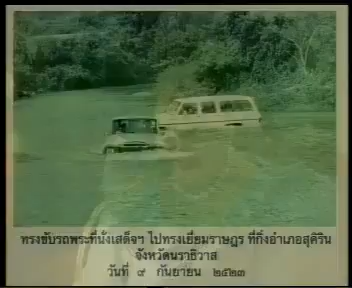 ทรงขับรถพระที่นั่งเสด็จฯ ไปทรงเยี่ยมราษฎร ที่กิ่งอำเภอสุคิริน
จังหวัดนราธิวาส
วันที่ ๙ กันยายน ๒๕๒๓